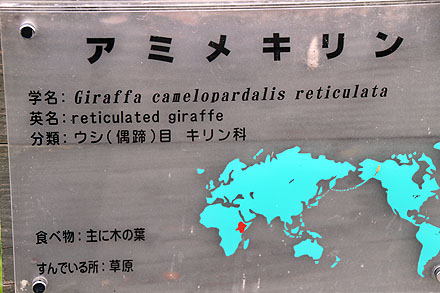 アミメキリン
学名: Giraffa camelopardalis reticulata
英名: reticulated giraffe
分類: ウシ(偶蹄)目 キリン科
食べ物: 主に木の葉
すんでいる所: 草原